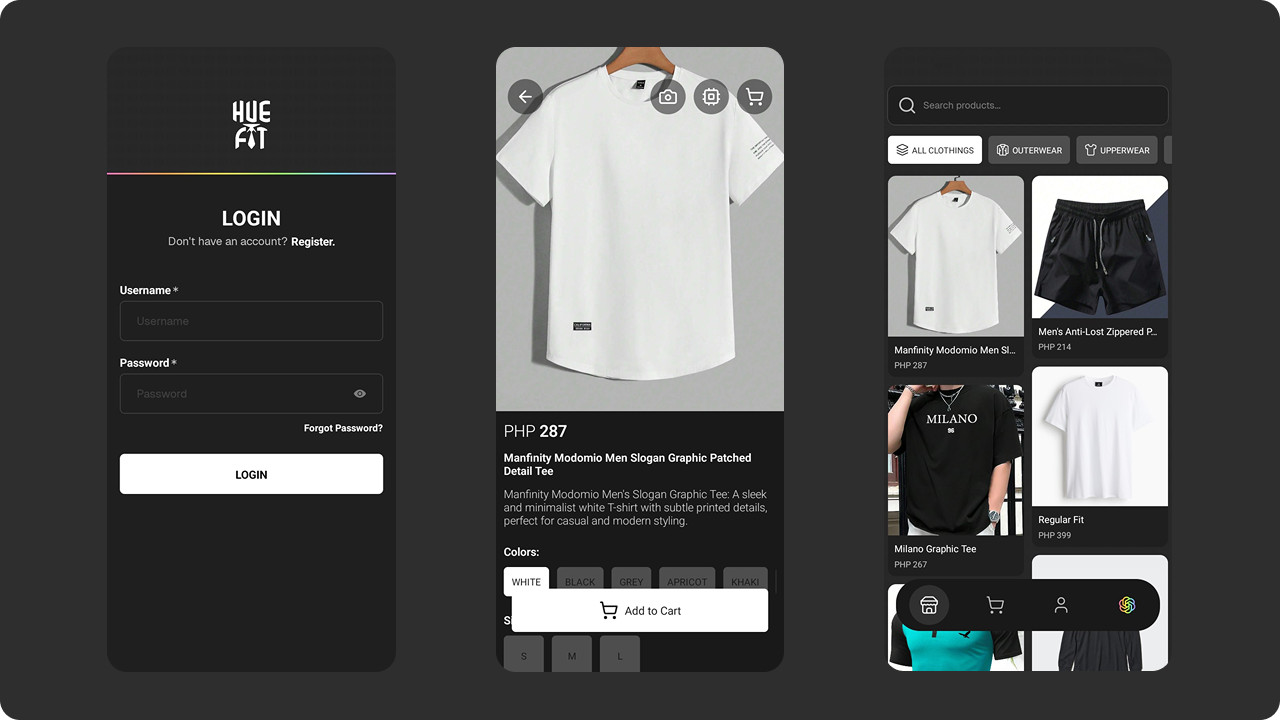 HUE
FIT
LOGIN
Don't have an account? Register.
Username *
Username
Password *
Password
Forgot Password?
LOGIN
PHP 287
Manfinity Modomio Men Slogan Graphic Patched
Detail Tee
Manfinity Modomio Men's Slogan Graphic Tee: A sleek
and minimalist white T-shirt with subtle printed details,
perfect for casual and modern styling.
Colors:
WHITE BLACK GREY APRICOT KHAKI
Add to Cart
S M L
Search products...
ALL CLOTHINGS OUTERWEAR UPPERWEAR
Manfinity Modomio Men Sl...
PHP 287
Men's Anti-Lost Zippered P...
PHP 214
MILANO
96
Milano Graphic Tee
PHP 267
Regular Fit
PHP 399